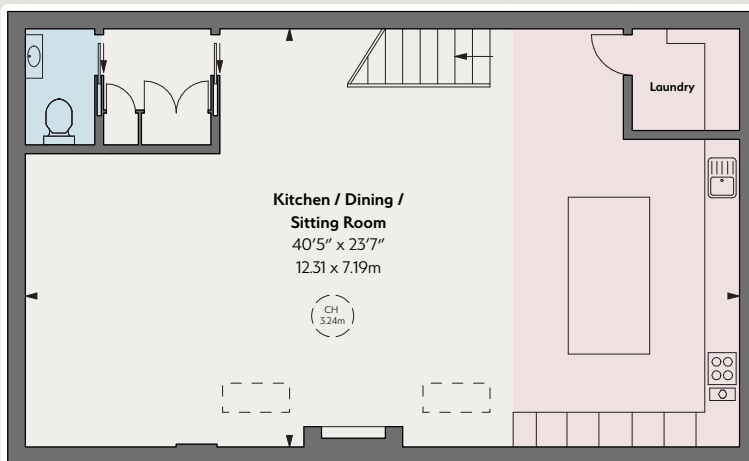 Laundry
Kitchen / Dining /
Sitting Room
40'5" x 23'7"
12.31 x 7.19m
CH
3.24m